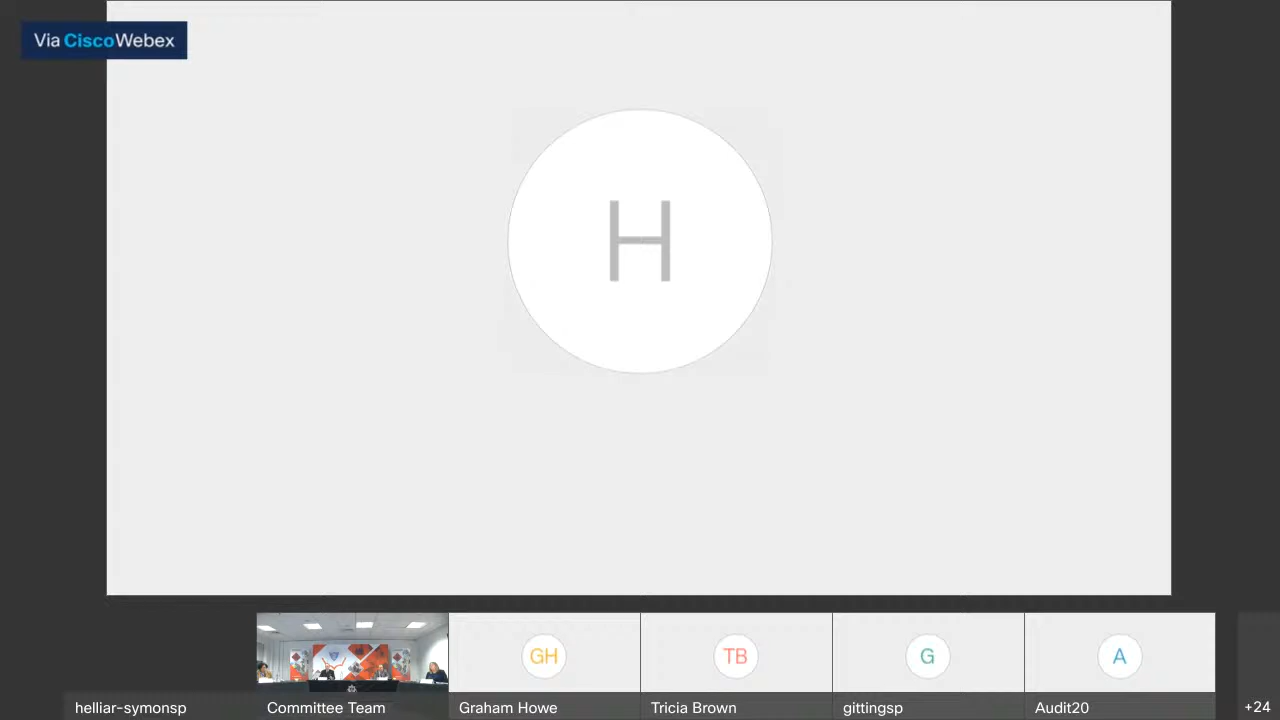 Via CiscoWebex
H
GH
TB
G
A
helliar-symonsp
Committee Team
Graham Howe
Tricia Brown
gittingsp
Audit20
+24